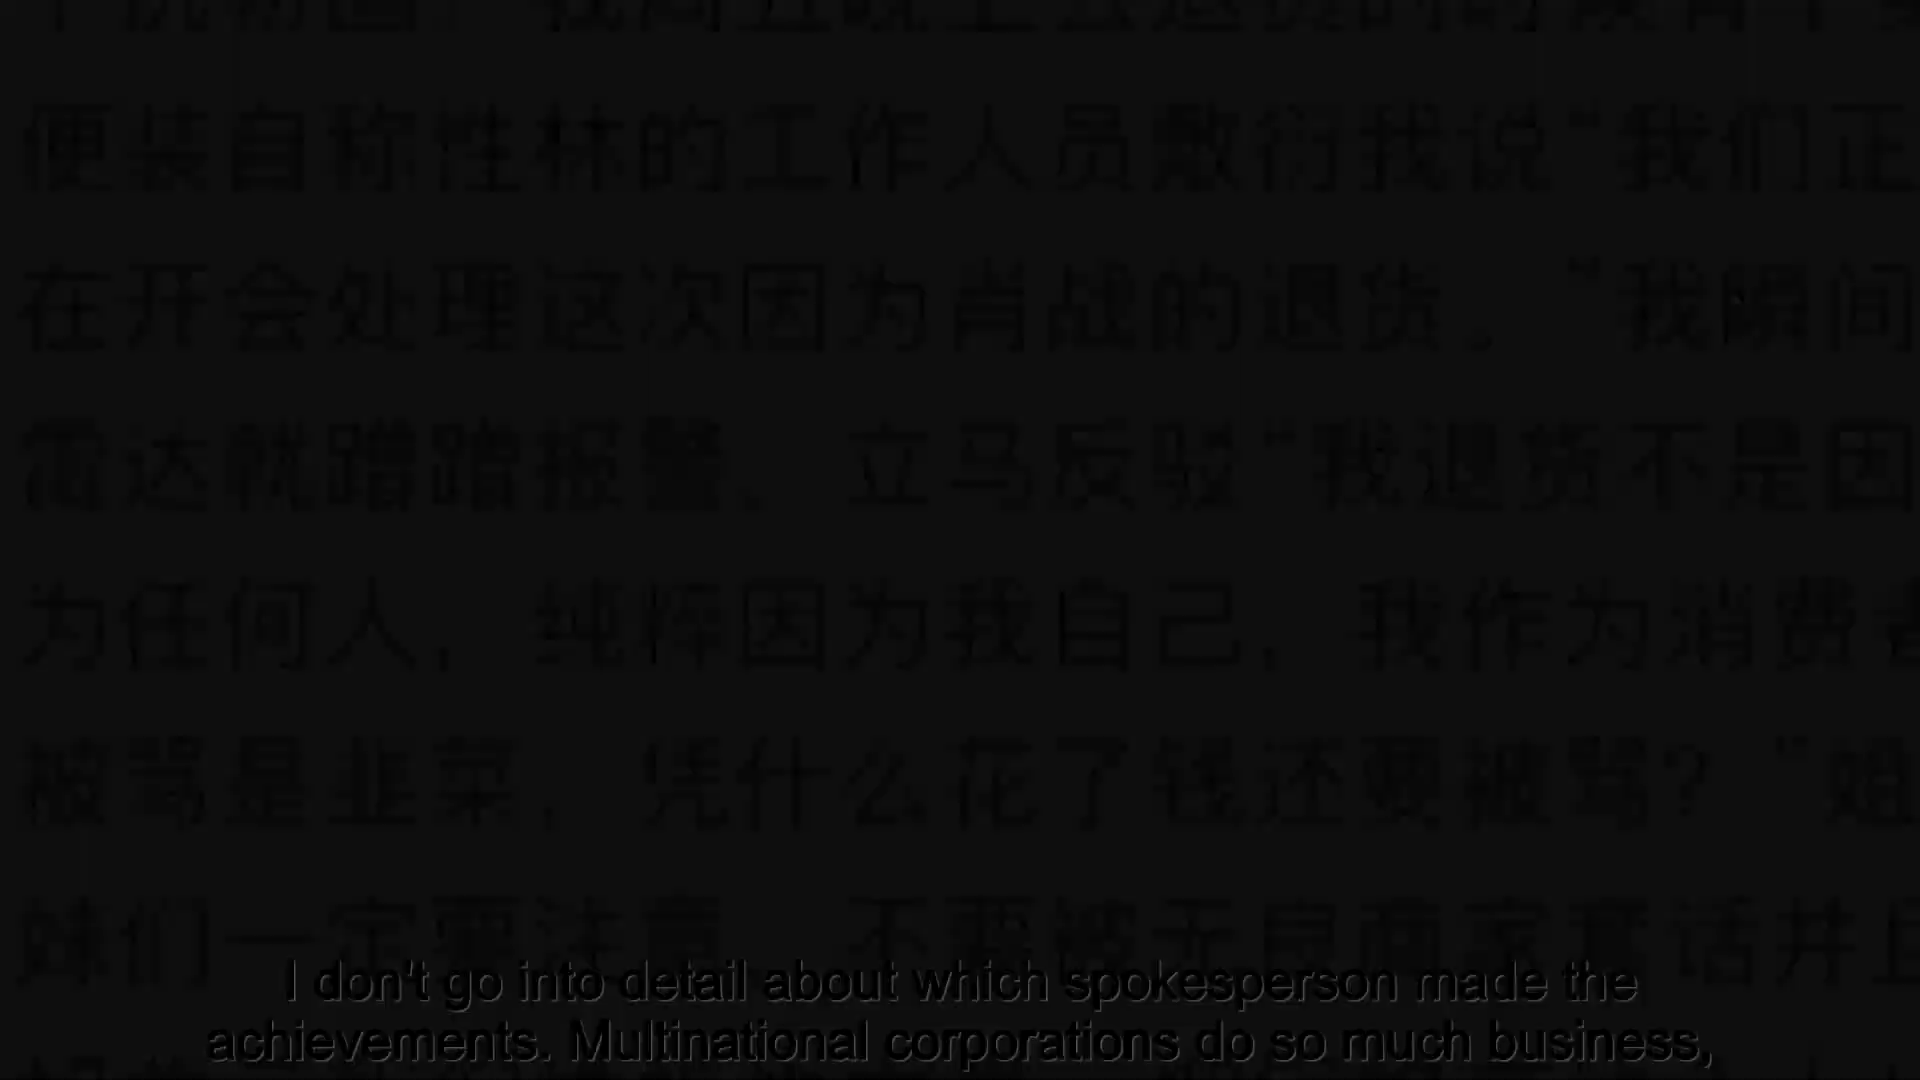 便装自称性林的工作人员敷衍我说“我们正
在开会处理这次因为肖战的退货。”我瞬间
雷达就蹭蹭报警，立马反驳“我退货不是因
为任何人，纯粹因为我自己，我作为消费者
被骂是韭菜，凭什么花了钱还要被骂？”姐
妹们一定要注意，不要被无良商家套话并且
I don't go into detail about which spokesperson made the
achievements. Multinational corporations do so much business,